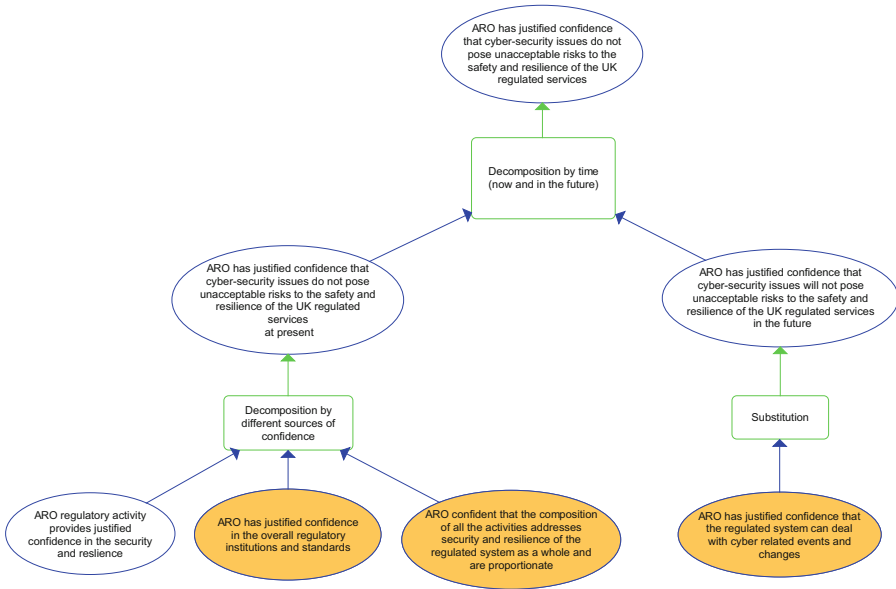 ARO has justified confidence
that cyber-security issues do not
pose unacceptable risks to the
safety and resilience of the UK
regulated services
Decomposition by time
(now and in the future)
ARO has justified confidence that
cyber-security issues do not pose
unacceptable risks to the safety and
resilience of the UK regulated
services
at present
ARO has justified confidence that
cyber-security issues will not pose
unacceptable risks to the safety and
resilience of the UK regulated services
in the future
Decomposition by
different sources of
confidence
Substitution
ARO regulatory activity
provides justified
confidence in the security
and reslience
ARO has justified confidence
in the overall regulatory
institutions and standards
ARO confident that the composition
of all the activities addresses
security and resilience of the
regulated system as a whole and
are proportionate
ARO has justified confidence that
the regulated system can deal
with cyber related events and
changes